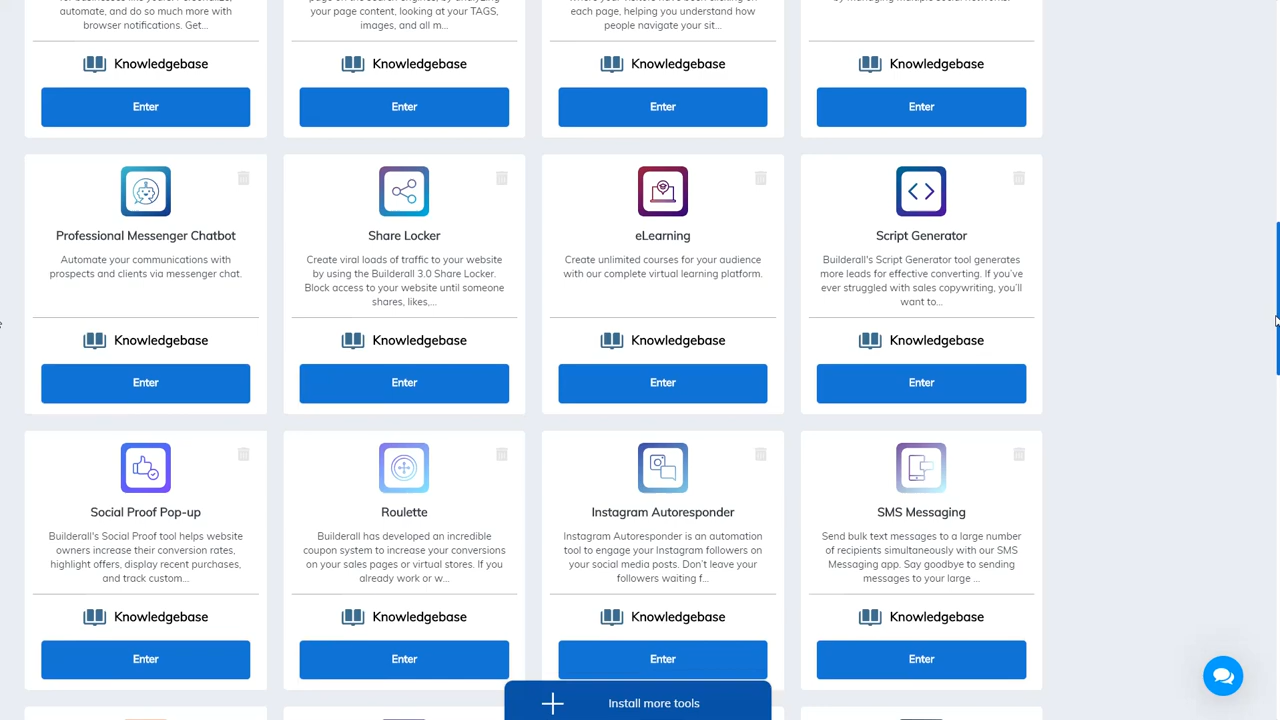 automate, and do so much more with
browser notifications. Get...
Knowledgebase
Enter
your page content, looking at your TAGS,
images, and all m...
Knowledgebase
Enter
each page, helping you understand how
people navigate your sit...
Knowledgebase
Enter
Knowledgebase
Enter
Professional Messenger Chatbot
Automate your communications with
prospects and clients via messenger chat.
Knowledgebase
Enter
Share Locker
Create viral loads of traffic to your website
by using the Builderall 3.0 Share Locker.
Block access to your website until someone
shares, likes,...
Knowledgebase
Enter
eLearning
Create unlimited courses for your audience
with our complete virtual learning platform.
Knowledgebase
Enter
Script Generator
Builderall's Script Generator tool generates
more leads for effective converting. If you've
ever struggled with sales copywriting, you'll
want to...
Knowledgebase
Enter
Social Proof Pop-up
Builderall's Social Proof tool helps website
owners increase their conversion rates,
highlight offers, display recent purchases,
and track custom...
Knowledgebase
Enter
Roulette
Builderall has developed an incredible
coupon system to increase your conversions
on your sales pages or virtual stores. If you
already work or w...
Knowledgebase
Enter
Instagram Autoresponder
Instagram Autoresponder is an automation
tool to engage your Instagram followers on
your social media posts. Don't leave your
followers waiting f...
Knowledgebase
Enter
SMS Messaging
Send bulk text messages to a large number
of recipients simultaneously with our SMS
Messaging app. Say goodbye to sending
messages to your large ...
Knowledgebase
Enter
Install more tools